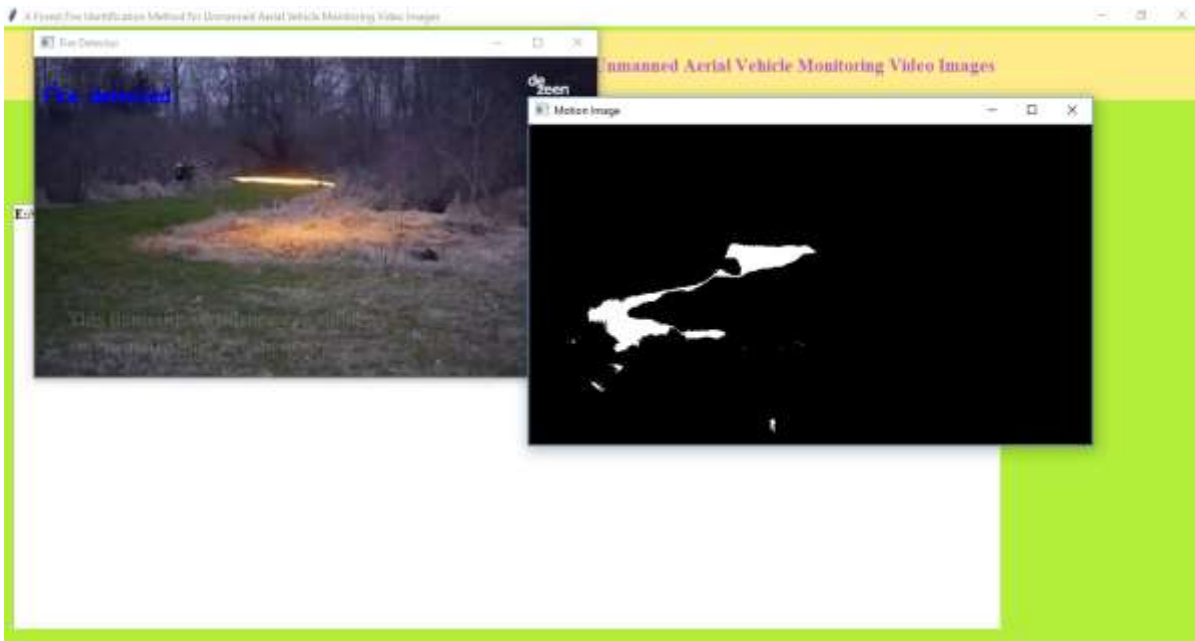 A Forest Fire Identification Method for Unmanned Aerial Vehicle Monitoring Video Images
Fire Detector
Unmanned Aerial Vehicle Monitoring Video Images
fire detected
de
zeen
Motion Image
E:/